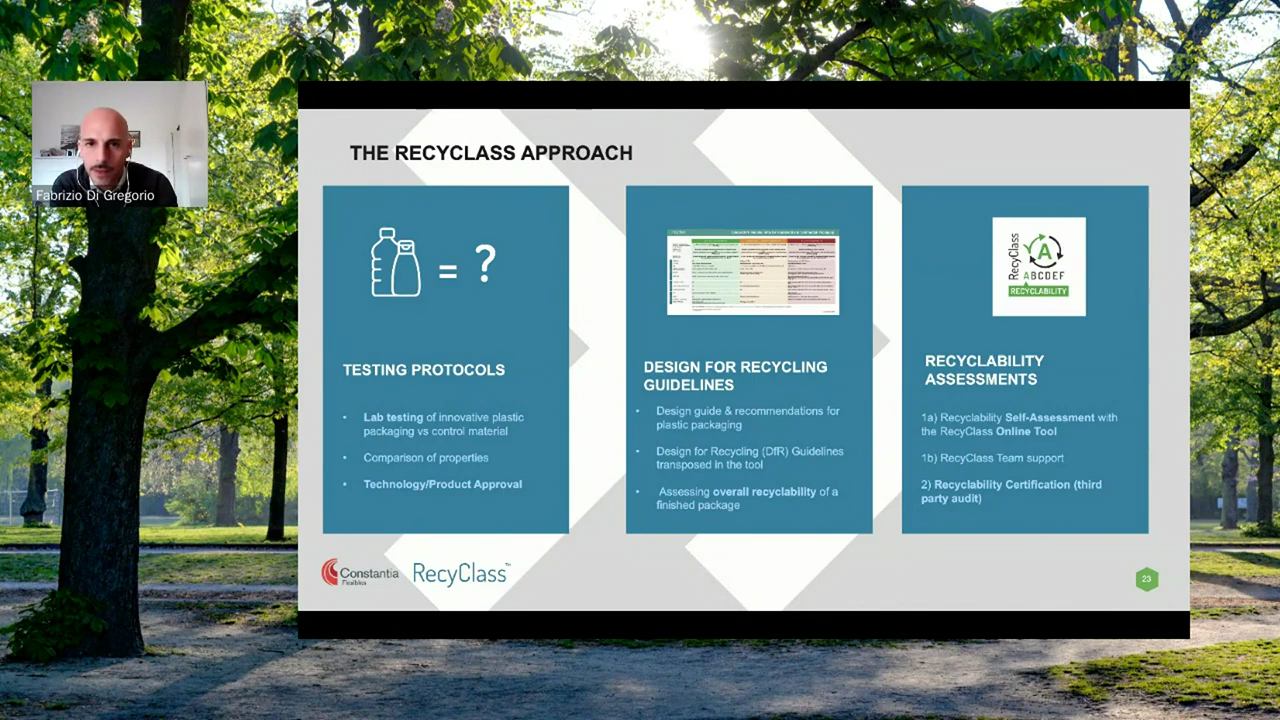 Fabrizio Di Gregorio
THE RECYCLASS APPROACH
= ?
TESTING PROTOCOLS
• Lab testing of innovative plastic
packaging vs control material
• Comparison of properties
• Technology/Product Approval
DESIGN FOR RECYCLING
GUIDELINES
• Design guide & recommendations for
plastic packaging
• Design for Recycling (DfR) Guidelines
transposed in the tool
• Assessing overall recyclability of a
finished package
RecyClass
A
ABCDEF
RECYCLABILITY
RECYCLABILITY
ASSESSMENTS
1a) Recyclability Self-Assessment with
the RecyClass Online Tool
1b) RecyClass Team support
2) Recyclability Certification (third
party audit)
Constantia
Flexibles
RecyClass™
23